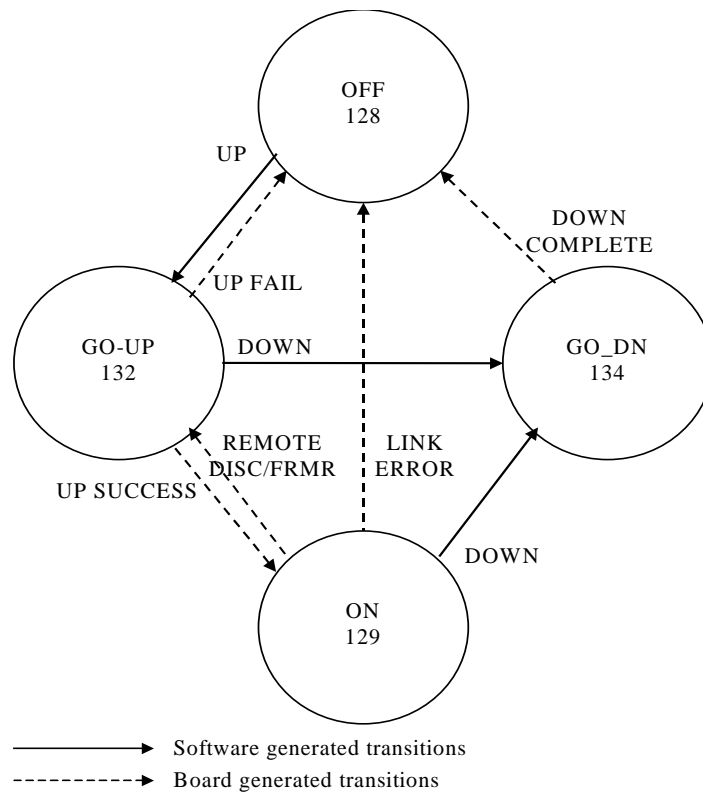 OFF
128
UP
DOWN
COMPLETE
UP FAIL
GO-UP
132
DOWN
GO_DN
134
REMOTE
DISC/FRMR
LINK
ERROR
UP SUCCESS
DOWN
ON
129
Software generated transitions
Board generated transitions